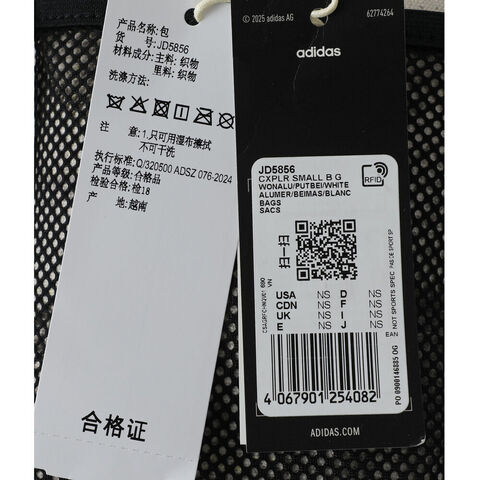 产品名称:包
货　　号:JD5856
材料成分:主料: 织物
里料: 织物
洗涤方法:
注　　意:1.只可用湿布擦拭
不可干洗
执行标准:Q/320500 ADSZ 076-2024
产品等级:合格品
检验合格:检18
产　　地:越南
合格证
© 2025 adidas AG
62774264
adidas
JD5856
CXPLR SMALL B G
WONALU/PUTBEI/WHITE
ALUMER/BEIMAS/BLANC
BAGS
SACS
RFID
扫一扫
USA NS D NS
CDN NS F NS
UK NS I NS
E NS J NS
VN
EAN
NOT SPORTS SPEC
PAS DE SPORT SP
PO 0900146885 OG
4 067901 254082
ADIDAS.COM